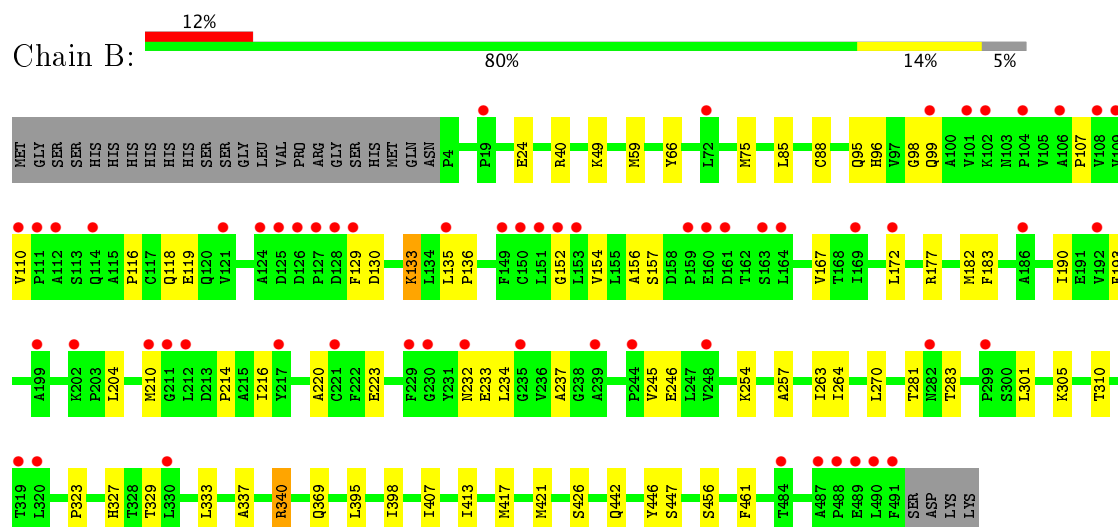 12%
Chain B:
80% 14% 5%
MET GLY SER SER HIS HIS HIS HIS HIS HIS SER SER GLY LEU VAL PRO ARG GLY SER HIS MET GLN ASN P4 P19 E24 R40 K49 M59 Y66 L72 M75 L85 C88 Q95 H96 V97 G98 Q99 A100 V101 K102 N103 P104 V105 A106 P107 V108
V110 P111 A112 S113 Q114 A115 P116 C117 Q118 E119 Q120 V121 A124 D125 D126 P127 D128 F129 D130 K133 L134 L135 P136 F149 C150 L151 G152 L153 V154 L155 A156 S157 D158 P159 E160 D161 T162 S163 L164 V167 T168 I169 L172 R177 M182 F183 A186 I190 E191 V192
A199 K202 P203 L204 M210 G211 L212 D213 P214 A215 I216 Y217 A220 C221 F222 E223 F229 G230 Y231 N232 E233 L234 G235 V236 A237 G238 A239 P244 V245 E246 L247 V248 K254 A257 I263 I264 L270 T281 N282 T283 P299 S300 L301 K305 T310
T319 L320 P323 H327 T328 T329 L330 L333 A337 R340 Q369 L395 I398 I407 I413 M417 M421 S426 Q442 Y446 S447 S456 F461 T484 A487 P488 E489 L490 F491 SER ASP LYS LYS